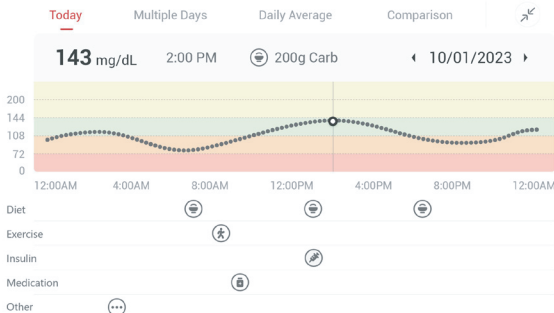 Today Multiple Days Daily Average Comparison
143 mg/dL 2:00 PM 200g Carb 10/01/2023
200
144
108
72
0
12:00AM 4:00AM 8:00AM 12:00PM 4:00PM 8:00PM 12:00AM
Diet
Exercise
Insulin
Medication
Other